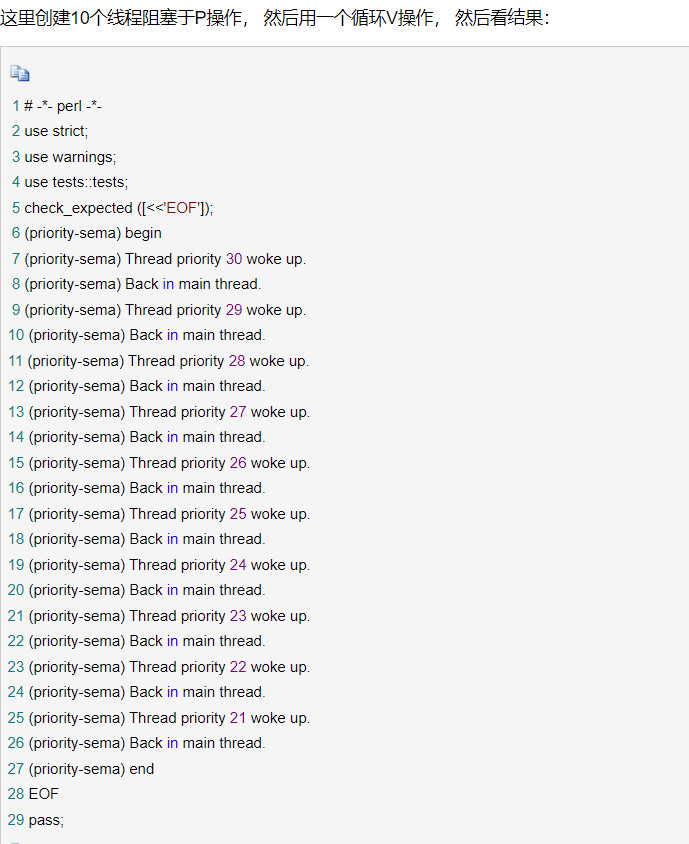 这里创建10个线程阻塞于P操作， 然后用一个循环V操作， 然后看结果：
1 # -*- perl -*-
2 use strict;
3 use warnings;
4 use tests::tests;
5 check_expected ([<<'EOF']);
6 (priority-sema) begin
7 (priority-sema) Thread priority 30 woke up.
8 (priority-sema) Back in main thread.
9 (priority-sema) Thread priority 29 woke up.
10 (priority-sema) Back in main thread.
11 (priority-sema) Thread priority 28 woke up.
12 (priority-sema) Back in main thread.
13 (priority-sema) Thread priority 27 woke up.
14 (priority-sema) Back in main thread.
15 (priority-sema) Thread priority 26 woke up.
16 (priority-sema) Back in main thread.
17 (priority-sema) Thread priority 25 woke up.
18 (priority-sema) Back in main thread.
19 (priority-sema) Thread priority 24 woke up.
20 (priority-sema) Back in main thread.
21 (priority-sema) Thread priority 23 woke up.
22 (priority-sema) Back in main thread.
23 (priority-sema) Thread priority 22 woke up.
24 (priority-sema) Back in main thread.
25 (priority-sema) Thread priority 21 woke up.
26 (priority-sema) Back in main thread.
27 (priority-sema) end
28 EOF
29 pass;